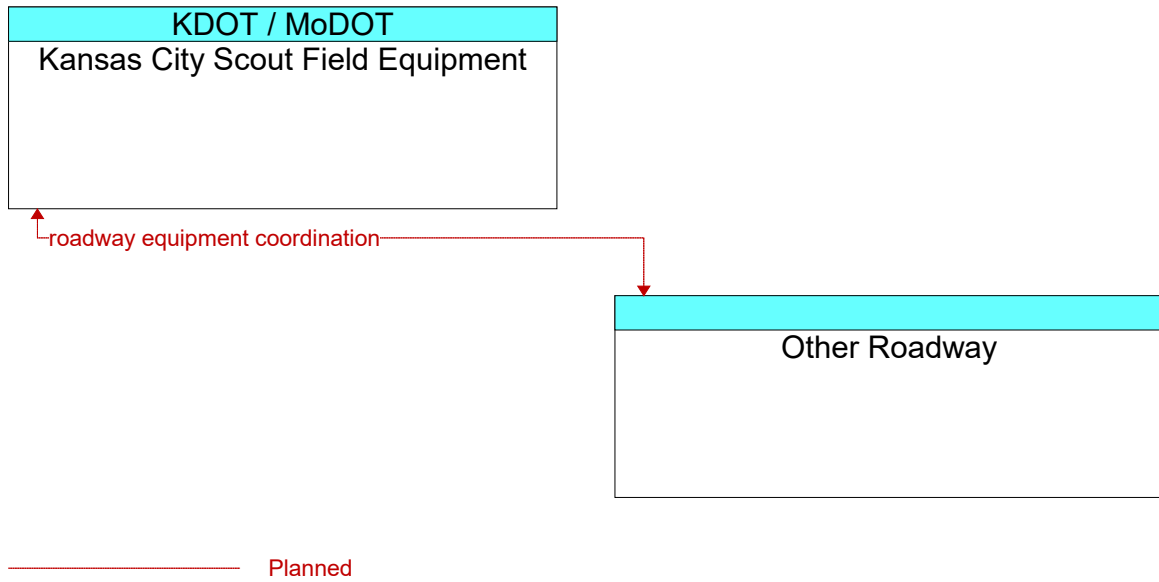 KDOT / MoDOT
Kansas City Scout Field Equipment
roadway equipment coordination
Other Roadway
Planned